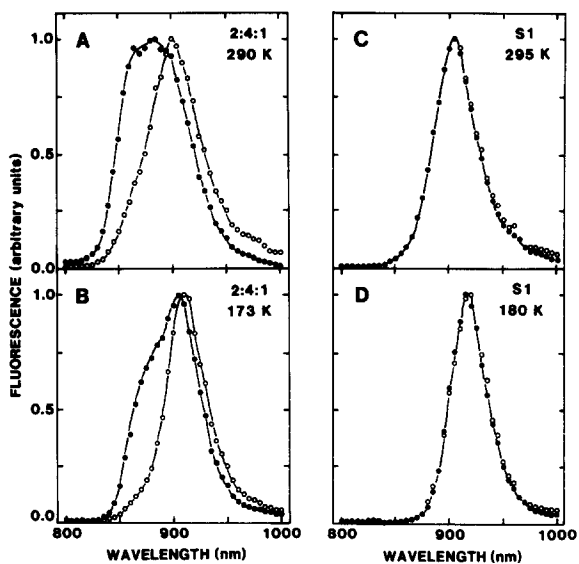 A
2:4:1
290 K
C
S1
295 K
1.0
0.5
0.0
B
2:4:1
173 K
D
S1
180 K
1.0
0.5
0.0
FLUORESCENCE (arbitrary units)
800 900 1000
800 900 1000
WAVELENGTH (nm)
WAVELENGTH (nm)